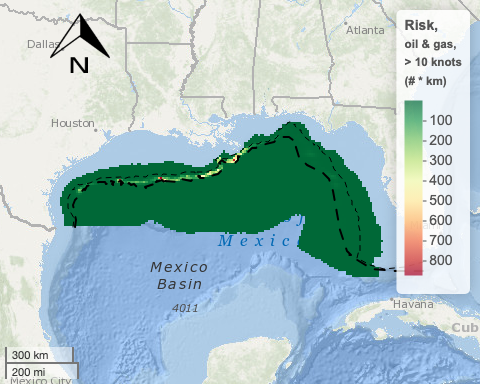 Dallas
N
Atlanta
Houston
Risk,
oil & gas,
> 10 knots
(# * km)
100
200
300
400
500
600
700
800
Mexic
Mexico
Basin
4011
Havana
Cub
300 km
200 mi
Mexico City